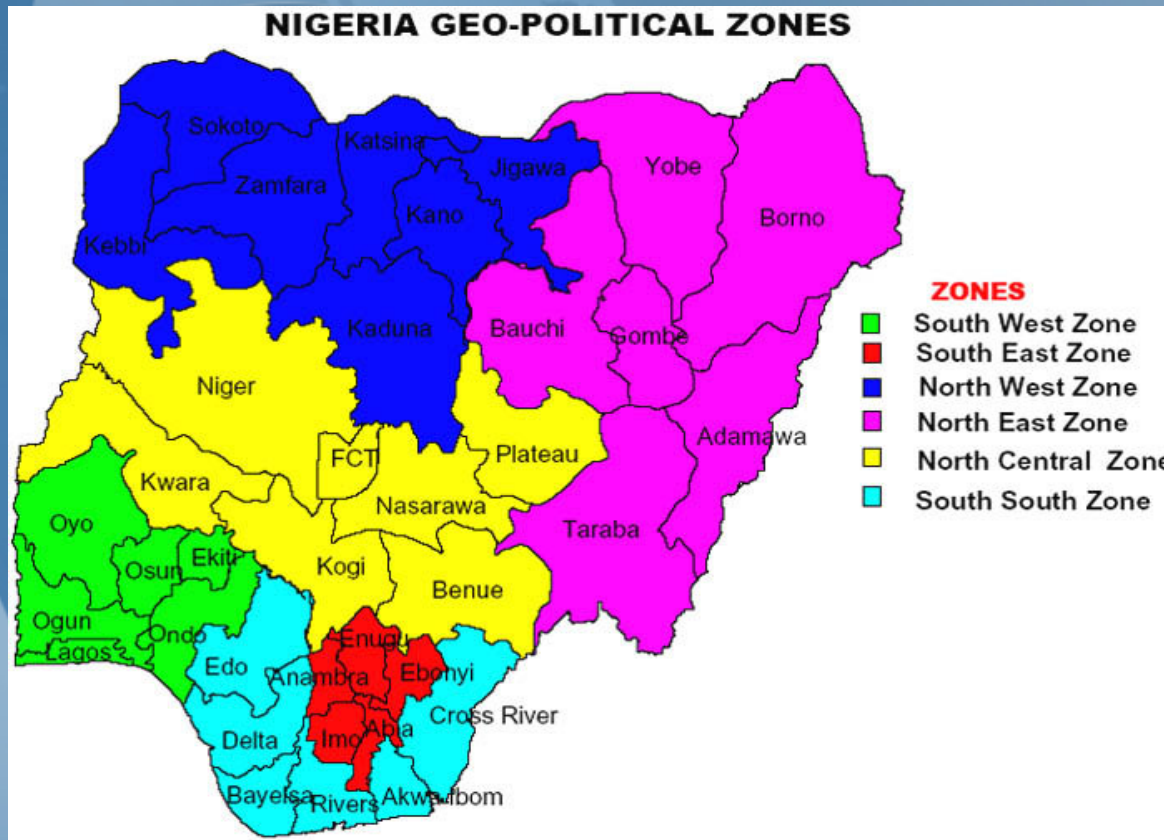 NIGERIA GEO-POLITICAL ZONES
Sokoto
Katsina
Jigawa
Yobe
Zamfara
Kano
Borno
Kebbi
Kaduna
Bauchi
Gombe
Niger
Adamawa
FCT
Plateau
Kwara
Nasarawa
Oyo
Taraba
Osun
Ekiti
Kogi
Benue
Ogun
Ondo
Lagos
Enugu
Edo
Anambra
Ebonyi
Cross River
Delta
Imo
Abia
Bayelsa
Rivers
Akwa-Ibom
ZONES
South West Zone
South East Zone
North West Zone
North East Zone
North Central Zone
South South Zone